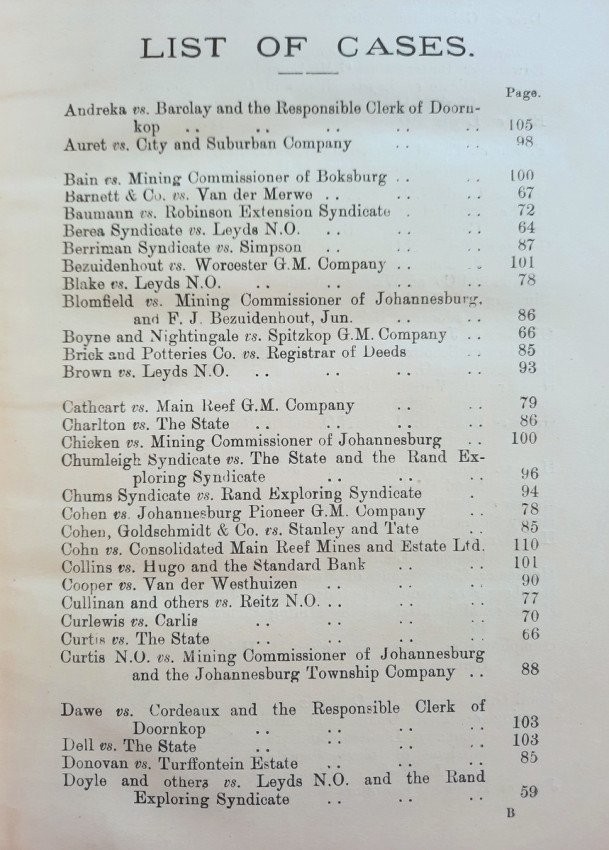 LIST OF CASES.
Page.
Andreka vs. Barclay and the Responsible Clerk of Doorn-
kop .. .. .. .. .. 105
Auret vs. City and Suburban Company .. .. 98
Bain vs. Mining Commissioner of Boksburg .. .. 100
Barnett & Co. vs. Van der Merwe .. .. .. 67
Baumann vs. Robinson Extension Syndicate . .. 72
Berea Syndicate vs. Leyds N.O. .. .. .. 64
Berriman Syndicate vs. Simpson .. .. .. 87
Bezuidenhout vs. Worcester G.M. Company .. .. 101
Blake vs. Leyds N.O. .. .. .. .. 78
Blomfield vs. Mining Commissioner of Johannesburg,
and F. J. Bezuidenhout, Jun. .. .. 86
Boyne and Nightingale vs. Spitzkop G.M. Company .. 66
Brick and Potteries Co. vs. Registrar of Deeds .. 85
Brown vs. Leyds N.O. .. .. .. .. 93
Cathcart vs. Main Reef G.M. Company .. .. 79
Charlton vs. The State .. .. .. .. 86
Chicken vs. Mining Commissioner of Johannesburg .. 100
Chumleigh Syndicate vs. The State and the Rand Ex-
ploring Syndicate .. .. .. 96
Chums Syndicate vs. Rand Exploring Syndicate . 94
Cohen vs. Johannesburg Pioneer G.M. Company .. 78
Cohen, Goldschmidt & Co. vs. Stanley and Tate .. 85
Cohn vs. Consolidated Main Reef Mines and Estate Ltd. 110
Collins vs. Hugo and the Standard Bank .. .. 101
Cooper vs. Van der Westhuizen .. .. .. 90
Cullinan and others vs. Reitz N.O. .. .. .. 77
Curlewis vs. Carlis .. .. .. .. 70
Curtis vs. The State .. .. .. .. 66
Curtis N.O. vs. Mining Commissioner of Johannesburg
and the Johannesburg Township Company .. 88
Dawe vs. Cordeaux and the Responsible Clerk of
Doornkop .. .. .. .. 103
Dell vs. The State .. .. .. .. 103
Donovan vs. Turffontein Estate .. .. .. 85
Doyle and others vs. Leyds N.O. and the Rand
Exploring Syndicate .. .. .. 59
B